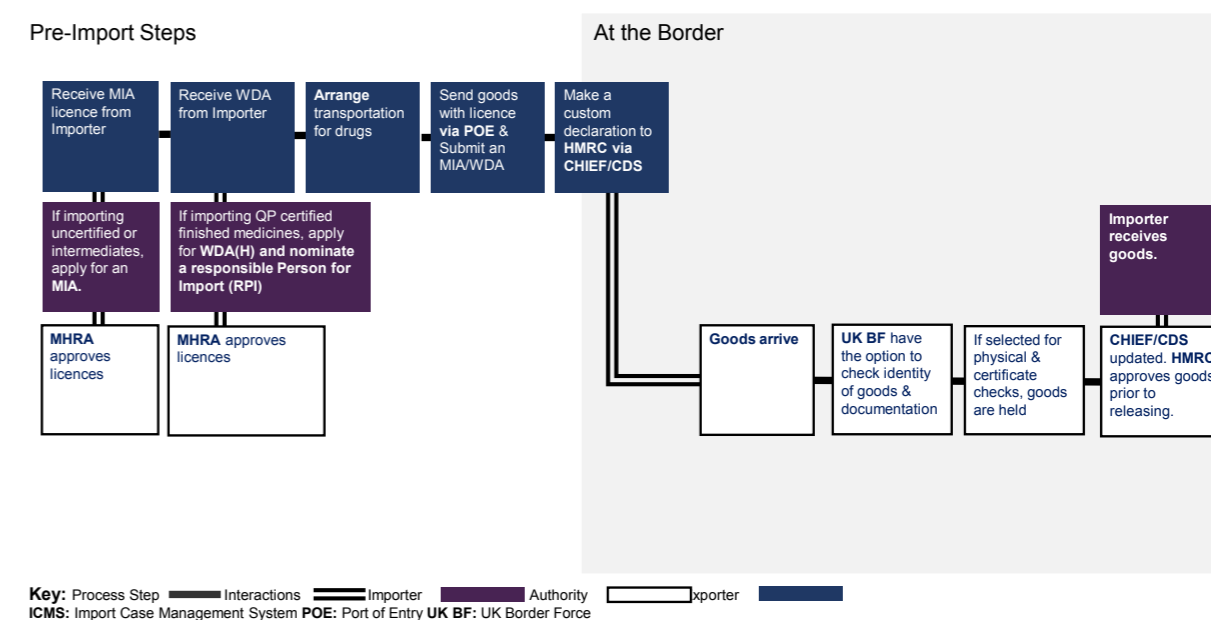 Pre-Import Steps
At the Border
Receive MIA
licence from
Importer
Receive WDA
from Importer
Arrange
transportation
for drugs
Send goods
with licence
via POE &
Submit an
MIA/WDA
Make a
custom
declaration to
HMRC via
CHIEF/CDS
If importing
uncertified or
intermediates,
apply for an
MIA.
If importing QP certified
finished medicines, apply
for WDA(H) and nominate
a responsible Person for
Import (RPI)
Importer
receives
goods.
MHRA
approves
licences
MHRA approves
licences
Goods arrive
UK BF have
the option to
check identity
of goods &
documentation
If selected for
physical &
certificate
checks, goods
are held
CHIEF/CDS
updated. HMRC
approves goods
prior to
releasing.
Key: Process Step Interactions Importer Authority xporter
ICMS: Import Case Management System POE: Port of Entry UK BF: UK Border Force